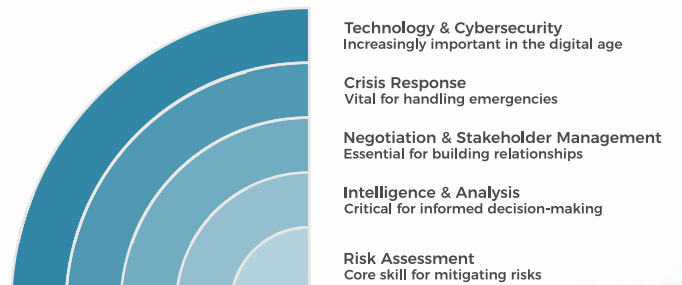 Technology & Cybersecurity
Increasingly important in the digital age
Crisis Response
Vital for handling emergencies
Negotiation & Stakeholder Management
Essential for building relationships
Intelligence & Analysis
Critical for informed decision-making
Risk Assessment
Core skill for mitigating risks